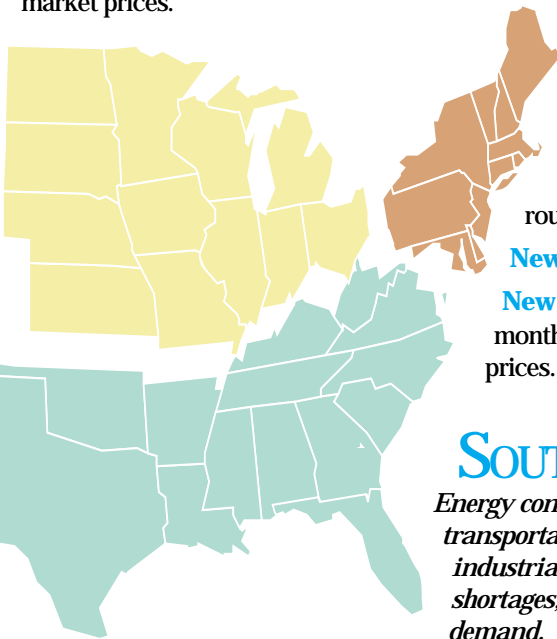 market prices.
rou
New
New
month
prices.
SOUT
Energy con
transporta
industria
shortages,
demand.